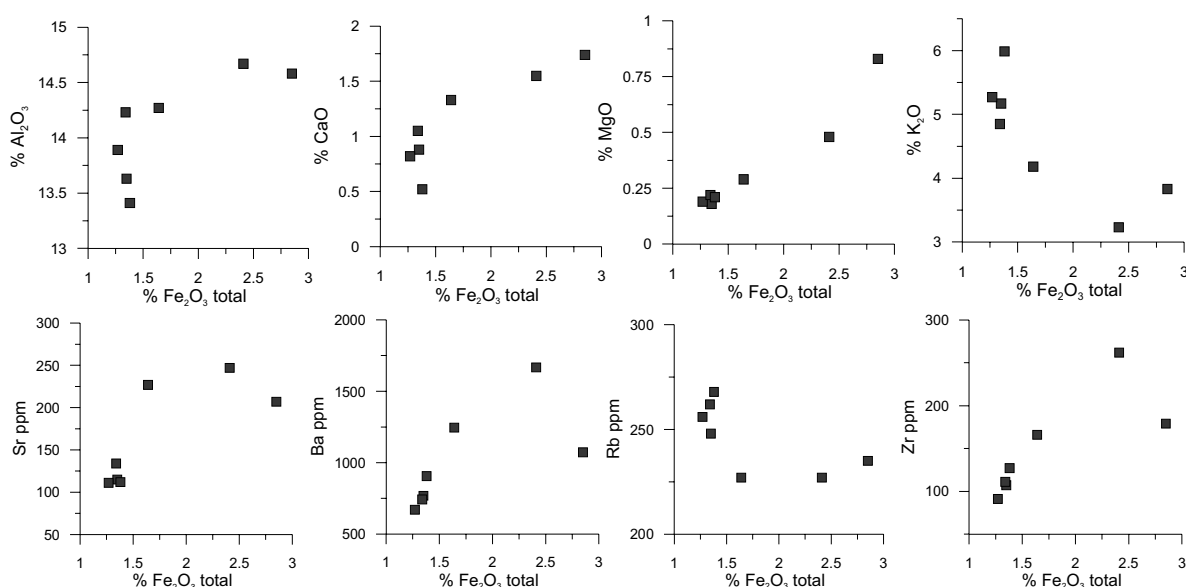 15
14.5
14
13.5
13
% Al₂O₃
1 1.5 2 2.5 3
% Fe₂O₃ total
2
1.5
1
0.5
0
% CaO
1 1.5 2 2.5 3
% Fe₂O₃ total
1
0.75
0.5
0.25
0
% MgO
1 1.5 2 2.5 3
% Fe₂O₃ total
6
5
4
3
% K₂O
1 1.5 2 2.5 3
% Fe₂O₃ total
300
250
200
150
100
50
Sr ppm
1 1.5 2 2.5 3
% Fe₂O₃ total
2000
1500
1000
500
Ba ppm
1 1.5 2 2.5 3
% Fe₂O₃ total
300
250
200
Rb ppm
1 1.5 2 2.5 3
% Fe₂O₃ total
300
200
100
Zr ppm
1 1.5 2 2.5 3
% Fe₂O₃ total